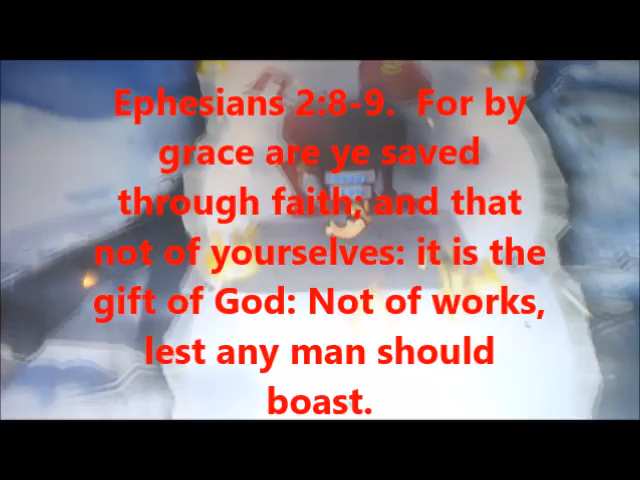 Ephesians 2:8-9.  For by
grace are ye saved
through faith; and that
not of yourselves: it is the
gift of God: Not of works,
lest any man should
boast.